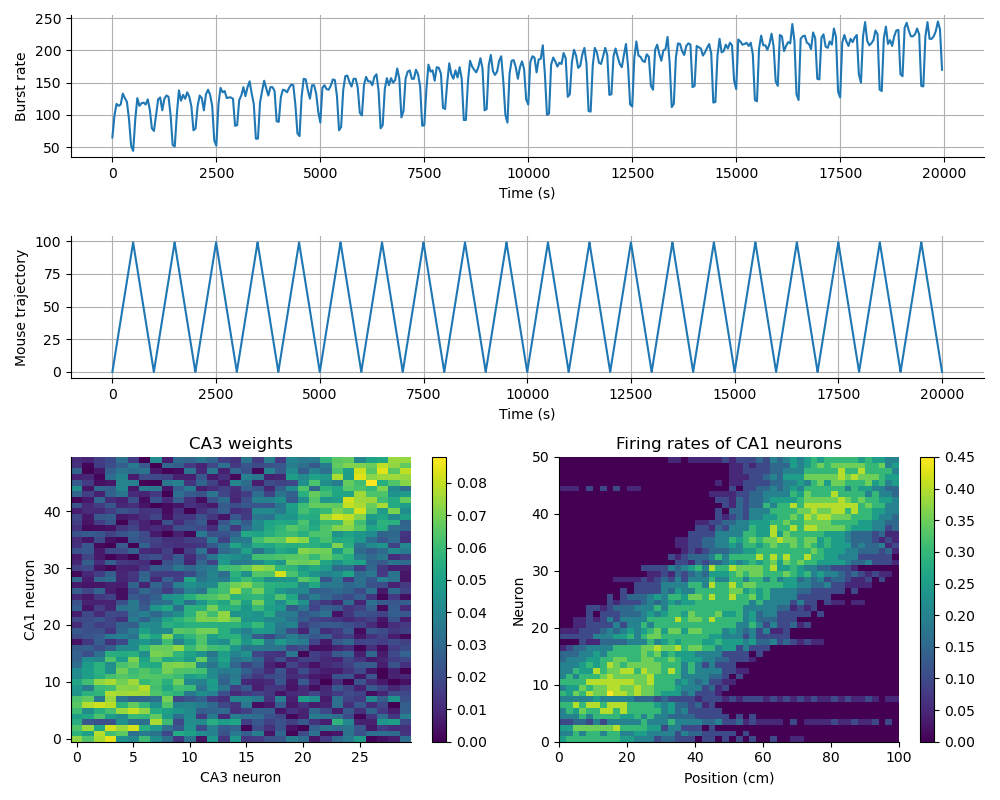 Burst rate
250
200
150
100
50
0 2500 5000 7500 10000 12500 15000 17500 20000
Time (s)
Mouse trajectory
100
75
50
25
0
0 2500 5000 7500 10000 12500 15000 17500 20000
Time (s)
CA3 weights
CA1 neuron
40
30
20
10
0
0 5 10 15 20 25
CA3 neuron
0.08
0.07
0.06
0.05
0.04
0.03
0.02
0.01
0.00
Firing rates of CA1 neurons
Neuron
50
40
30
20
10
0
0 20 40 60 80 100
Position (cm)
0.45
0.40
0.35
0.30
0.25
0.20
0.15
0.10
0.05
0.00